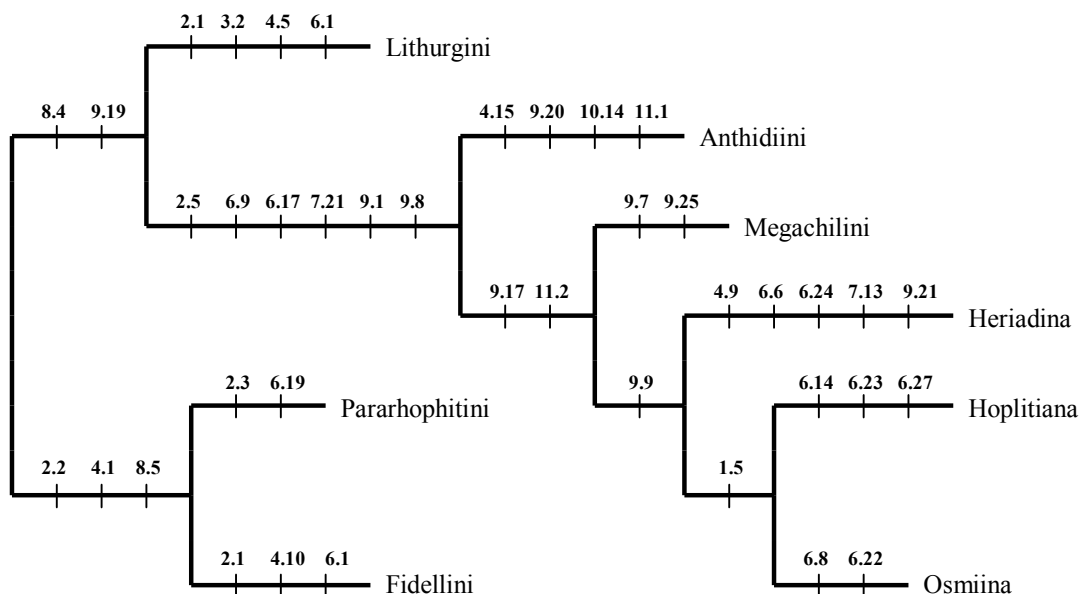 2.1 3.2 4.5 6.1
Lithurgini
8.4 9.19
4.15 9.20 10.14 11.1
Anthidiini
2.5 6.9 6.17 7.21 9.1 9.8
9.7 9.25
Megachilini
9.17 11.2
4.9 6.6 6.24 7.13 9.21
Heriadina
2.3 6.19
Pararhophitini
9.9
6.14 6.23 6.27
Hoplitiana
2.2 4.1 8.5
1.5
2.1 4.10 6.1
Fidellini
6.8 6.22
Osmiina